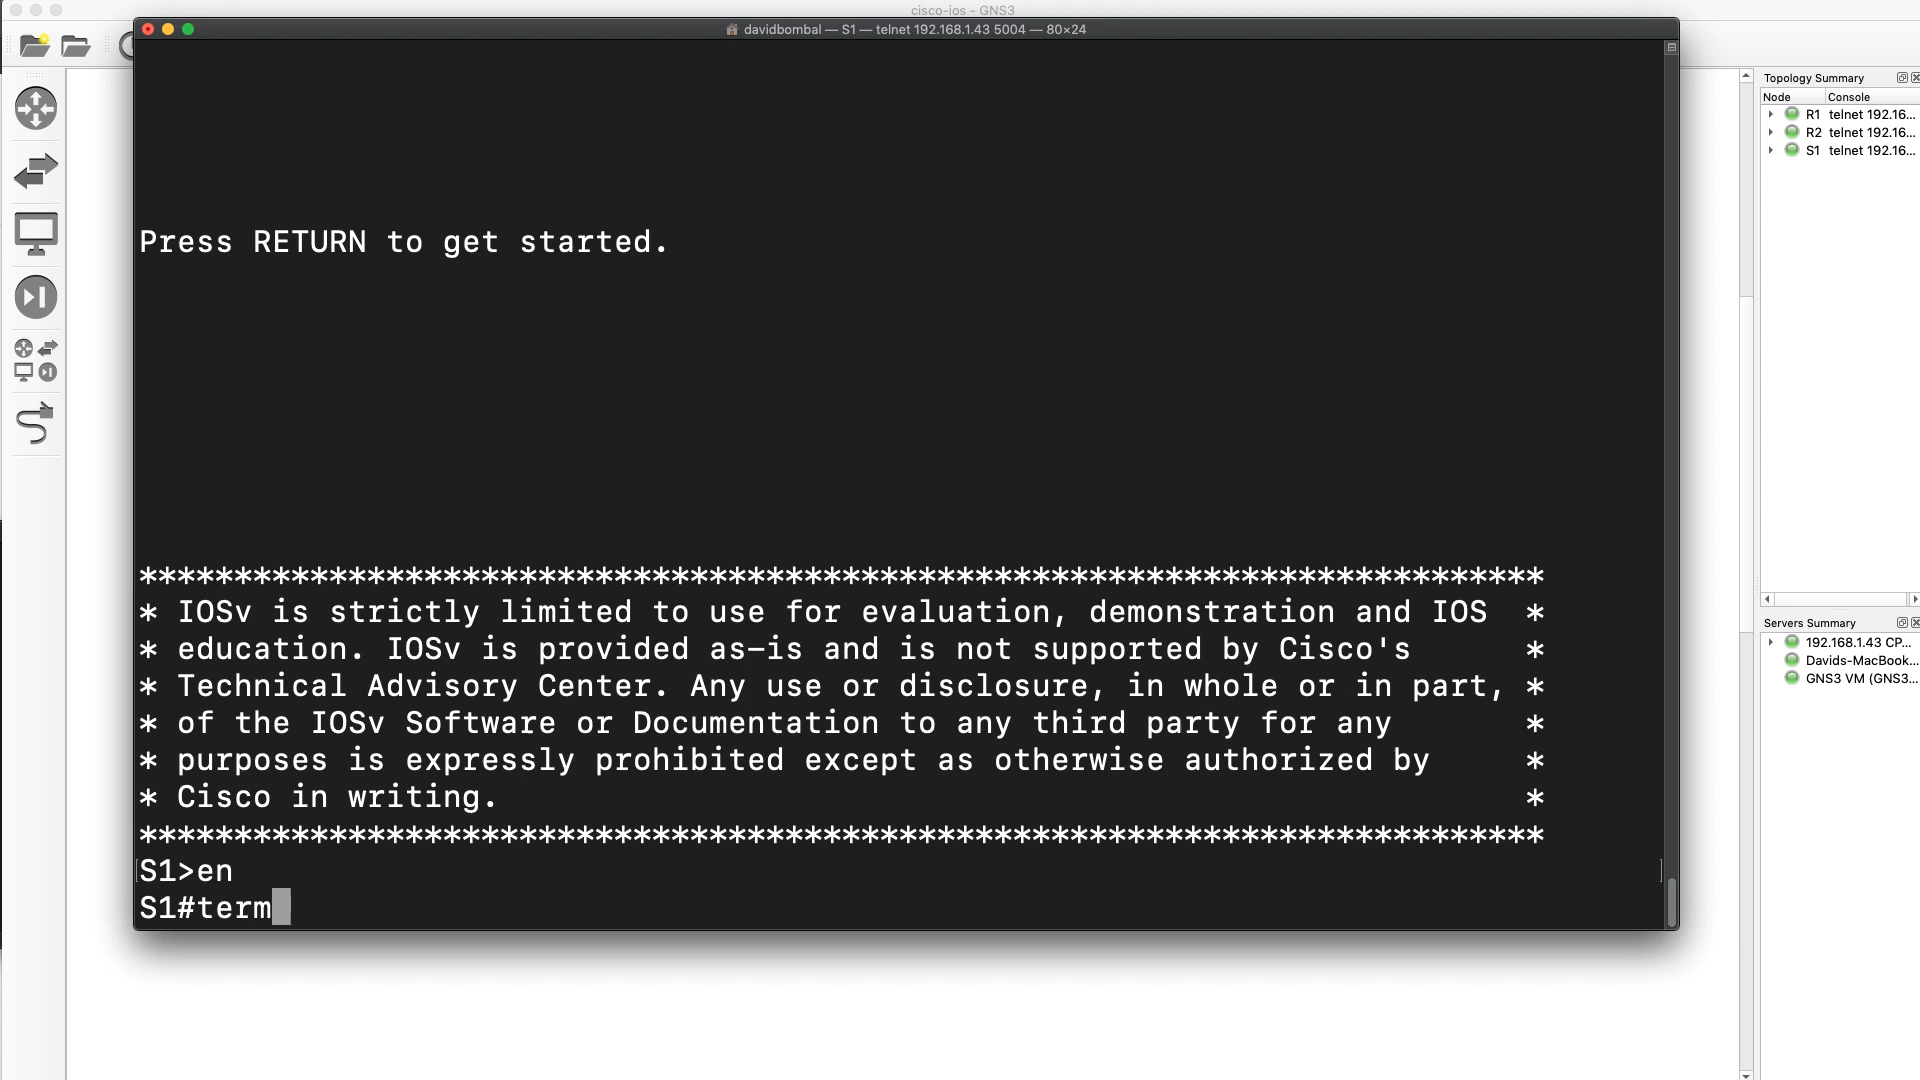 cisco-ios - GNS3
davidbombal — S1 — telnet 192.168.1.43 5004 — 80×24
Press RETURN to get started.
**************************************************************************
* IOSv is strictly limited to use for evaluation, demonstration and IOS  *
* education. IOSv is provided as-is and is not supported by Cisco's      *
* Technical Advisory Center. Any use or disclosure, in whole or in part, *
* of the IOSv Software or Documentation to any third party for any       *
* purposes is expressly prohibited except as otherwise authorized by     *
* Cisco in writing.                                                      *
**************************************************************************
S1>en
S1#term
Topology Summary
Node Console
R1 telnet 192.16...
R2 telnet 192.16...
S1 telnet 192.16...
Servers Summary
192.168.1.43 CP...
Davids-MacBook...
GNS3 VM (GNS3...